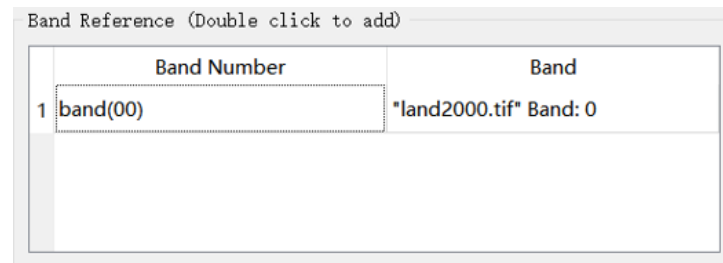 Band Reference (Double click to add)
Band Number Band
1 band(00) "land2000.tif" Band: 0